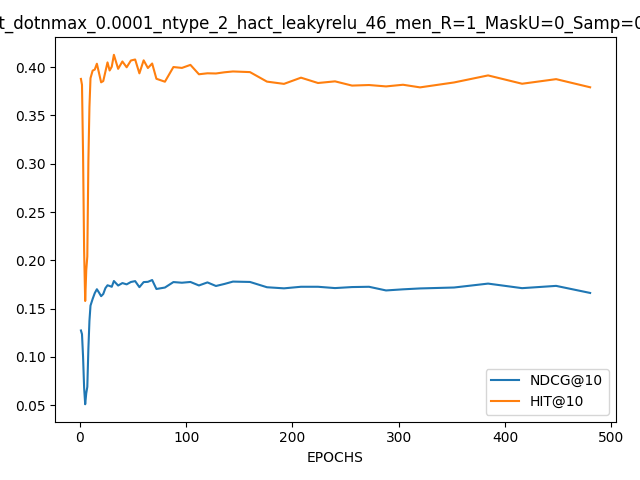 t_dotnmax_0.0001_ntype_2_hact_leakyrelu_46_men_R=1_MaskU=0_Samp=0
0.40
0.35
0.30
0.25
0.20
0.15
0.10
0.05
NDCG@10
HIT@10
0 100 200 300 400 500
EPOCHS